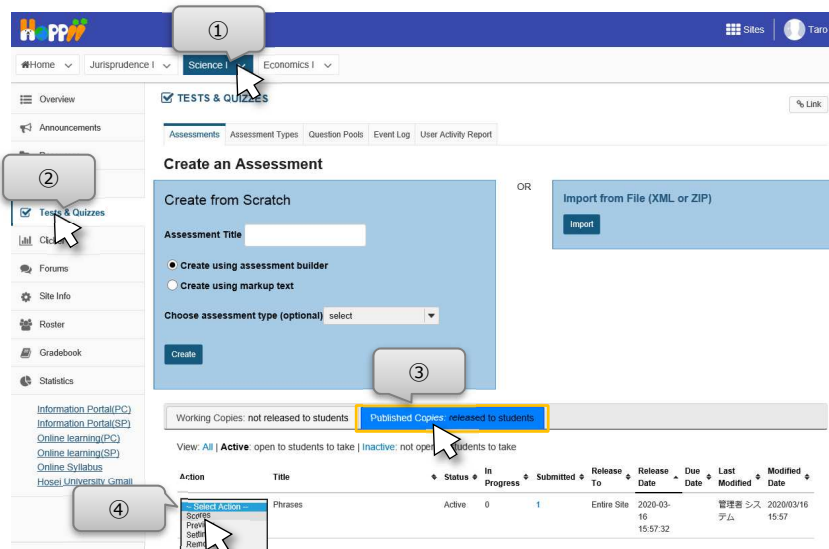 HOPPII
①
Sites
Taro
Home
Jurisprudence I
Science I
Economics I
Overview
TESTS & QUIZZES
Link
Announcements
Assessments
Assessment Types
Question Pools
Event Log
User Activity Report
②
Create an Assessment
Create from Scratch
OR
Import from File (XML or ZIP)
Tests & Quizzes
Assessment Title
Import
Forums
Create using assessment builder
Site Info
Create using markup text
Roster
Choose assessment type (optional)
select
Gradebook
Create
③
Statistics
Information Portal(PC)
Information Portal(SP)
Online learning(PC)
Online learning(SP)
Online Syllabus
Hosei University Gmail
Working Copies: not released to students
Published Copies: released to students
View: All | Active: open to students to take | Inactive: not open to students to take
Action
Title
Status
In Progress
Submitted
Release To
Release Date
Due Date
Last Modified
Modified Date
④
-- Select Action --
Scores
Phrases
Active
0
1
Entire Site
2020-03-16 15:57:32
管理者 システム
2020/03/16 15:57